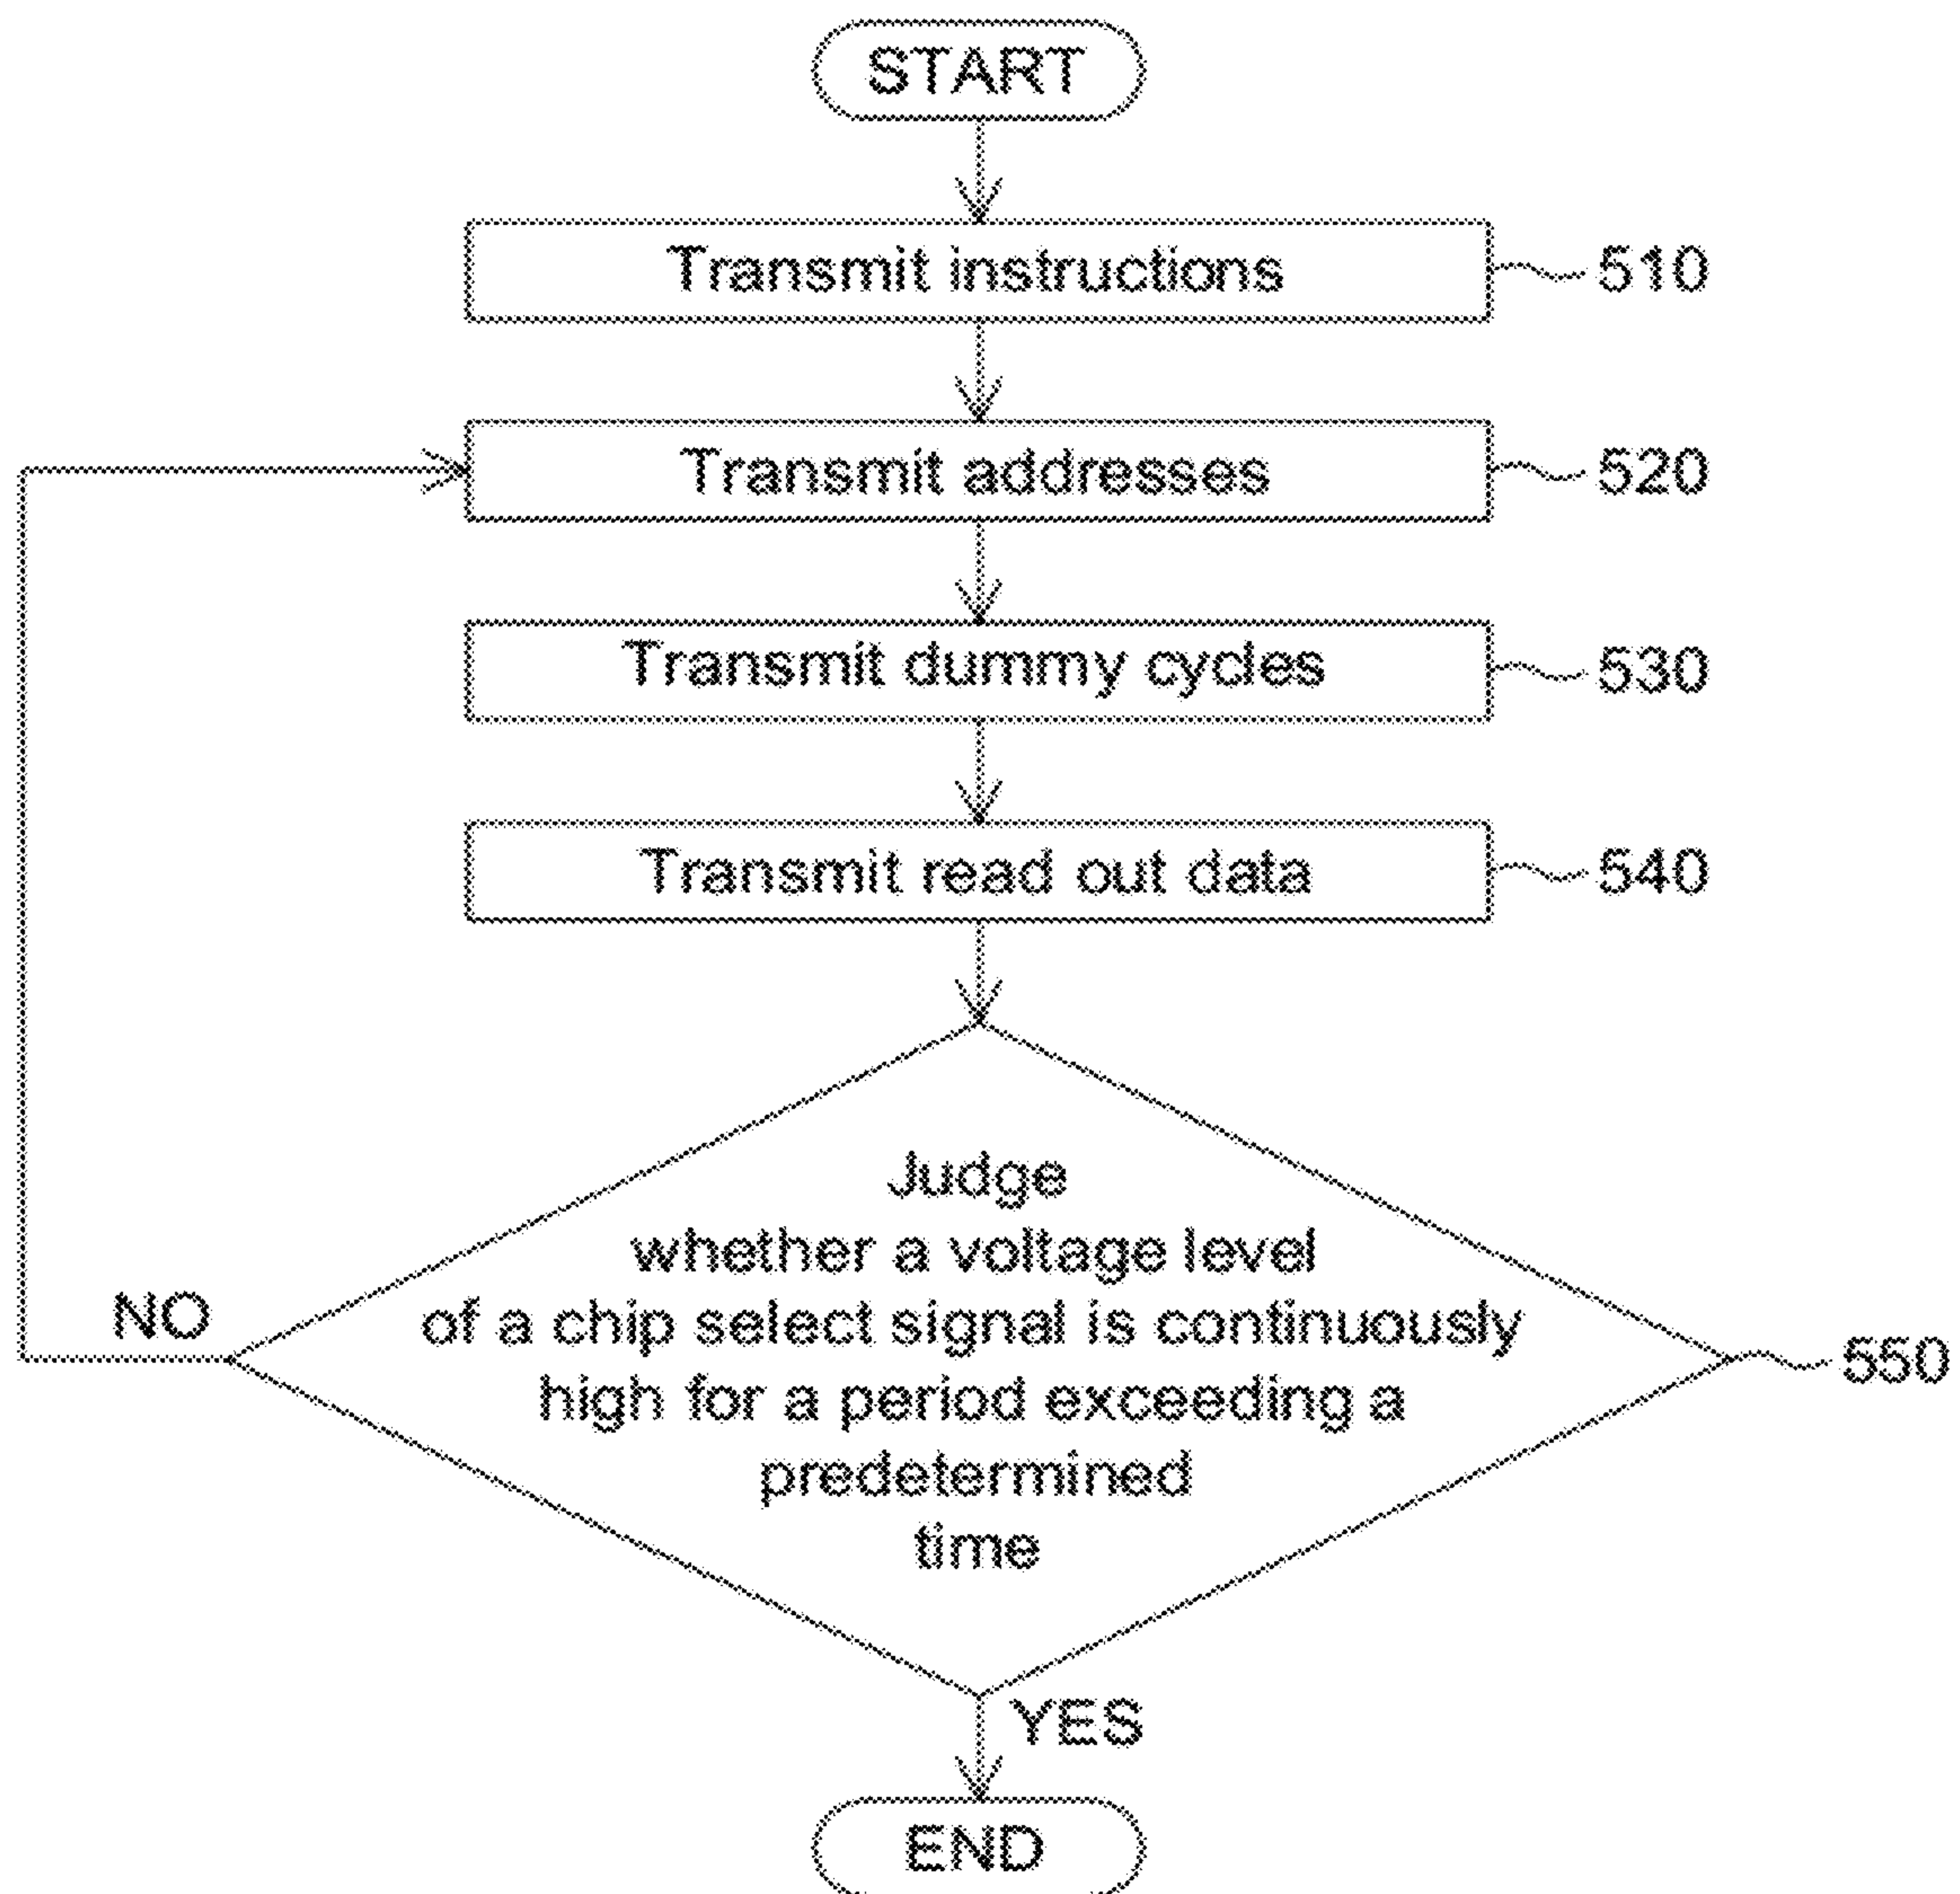 START
Transmit instructions
510
Transmit addresses
520
Transmit dummy cycles
530
Transmit read out data
540
Judge
whether a voltage level
of a chip select signal is continuously
high for a period exceeding a
predetermined
time
NO
550
YES
END